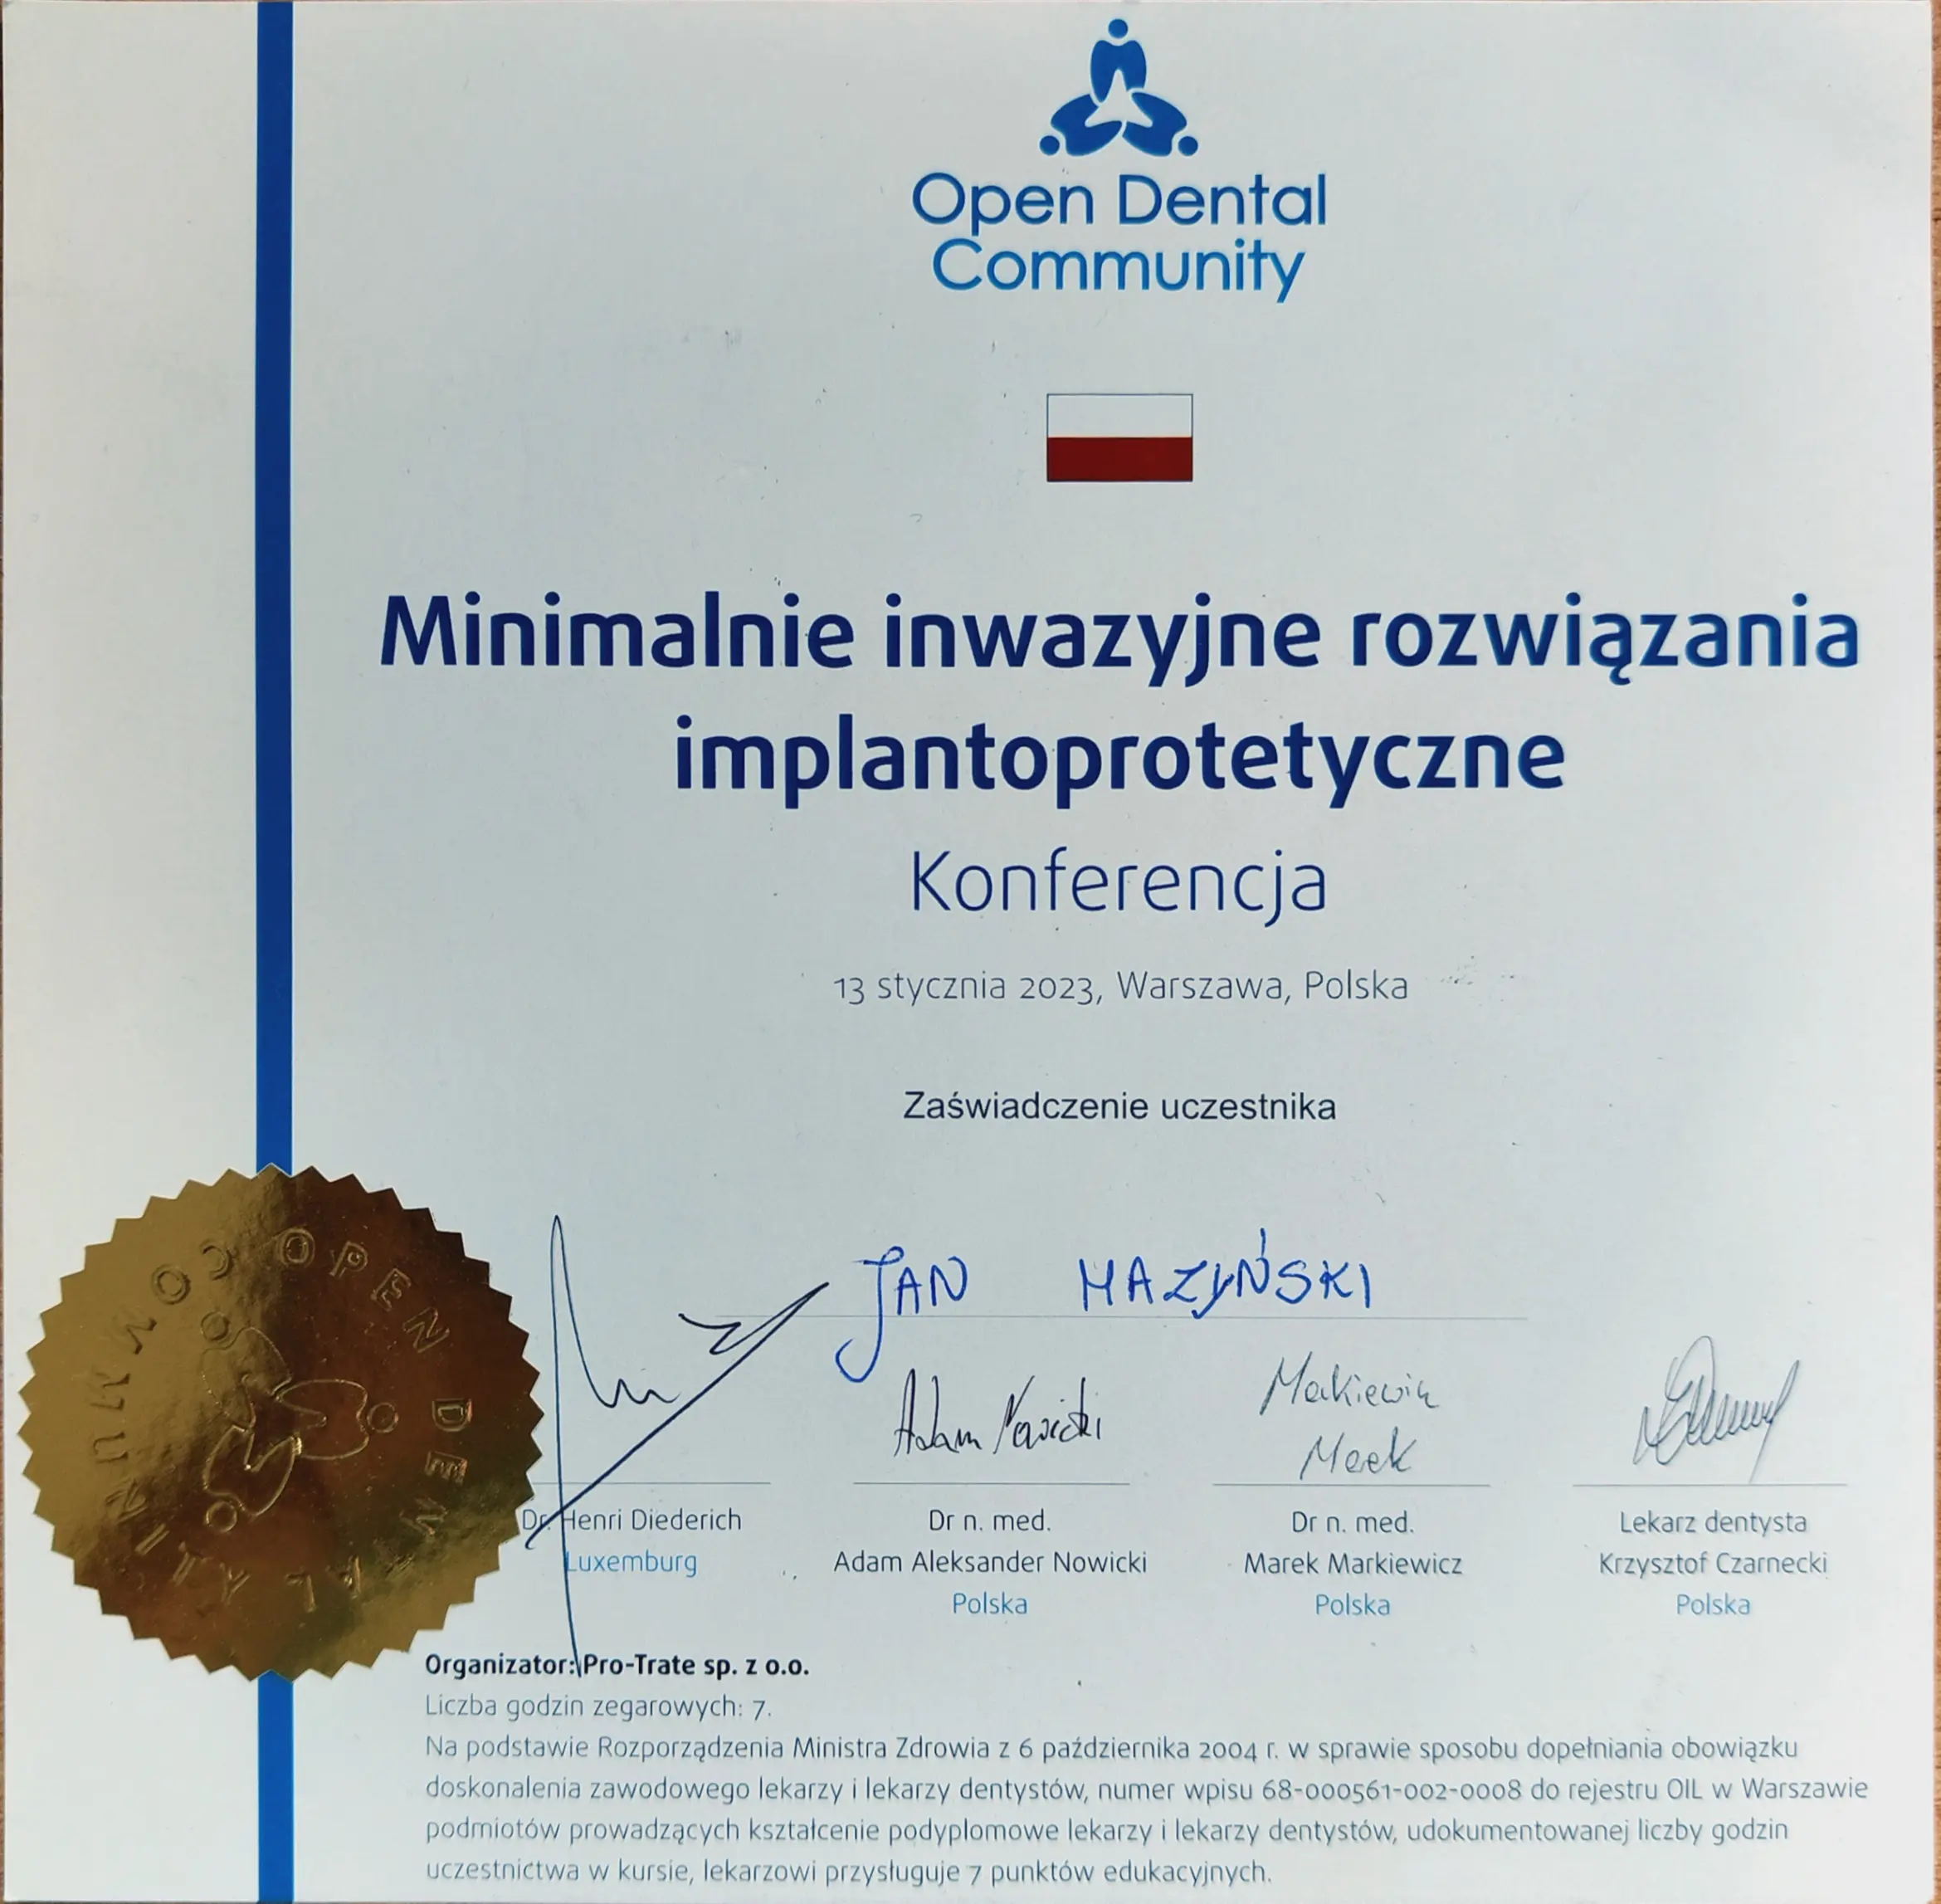 Open Dental
Community
Minimalnie inwazyjne rozwiązania
implantoprotetyczne
Konferencja
13 stycznia 2023, Warszawa, Polska
Zaświadczenie uczestnika
JAN MAZYŃSKI
Adam Nowicki
Markiewicz
Marek
Dr. Henri Diederich
Luxemburg
Dr n. med.
Adam Aleksander Nowicki
Polska
Dr n. med.
Marek Markiewicz
Polska
Lekarz dentysta
Krzysztof Czarnecki
Polska
OPEN DENTAL COMMUNITY
Organizator: Pro-Trate sp. z o.o.
Liczba godzin zegarowych: 7.
Na podstawie Rozporządzenia Ministra Zdrowia z 6 października 2004 r. w sprawie sposobu dopełniania obowiązku
doskonalenia zawodowego lekarzy i lekarzy dentystów, numer wpisu 68-000561-002-0008 do rejestru OIL w Warszawie
podmiotów prowadzących kształcenie podyplomowe lekarzy i lekarzy dentystów, udokumentowanej liczby godzin
uczestnictwa w kursie, lekarzowi przysługuje 7 punktów edukacyjnych.